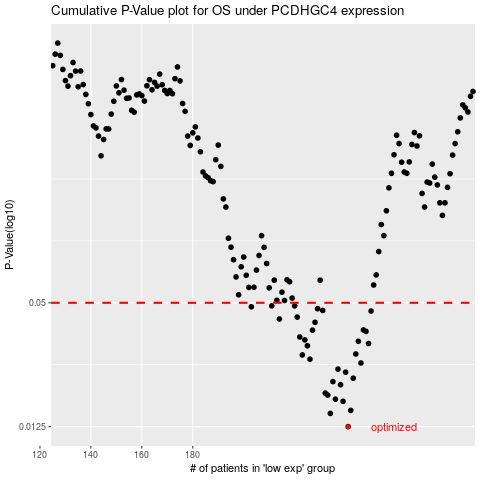 Cumulative P-Value plot for OS under PCDHGC4 expression
P-Value(log10)
0.05
0.0125
optimized
120 140 160 180
# of patients in 'low exp' group